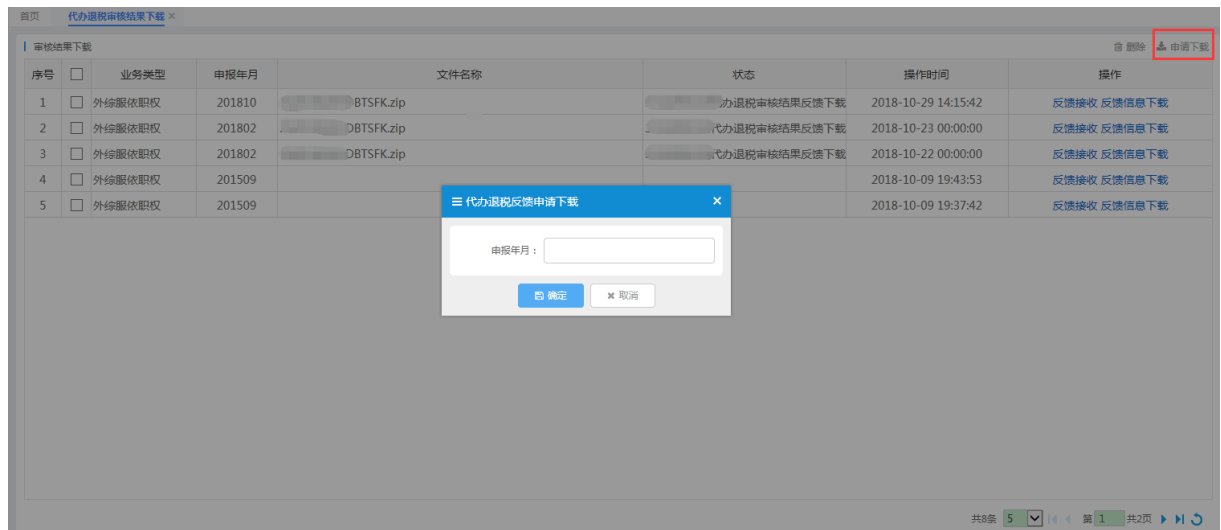 首页 代办退税审核结果下载 ×
审核结果下载 删除 申请下载
序号 业务类型 申报年月 文件名称 状态 操作时间 操作
1 外综服依职权 201810 BTSFK.zip 办退税审核结果反馈下载 2018-10-29 14:15:42 反馈接收 反馈信息下载
2 外综服依职权 201802 DBTSFK.zip 代办退税审核结果反馈下载 2018-10-23 00:00:00 反馈接收 反馈信息下载
3 外综服依职权 201802 DBTSFK.zip 代办退税审核结果反馈下载 2018-10-22 00:00:00 反馈接收 反馈信息下载
4 外综服依职权 201509 2018-10-09 19:43:53 反馈接收 反馈信息下载
5 外综服依职权 201509 2018-10-09 19:37:42 反馈接收 反馈信息下载
代办退税反馈申请下载 ×
申报年月：
确定 取消
共8条 5 第 1 共2页